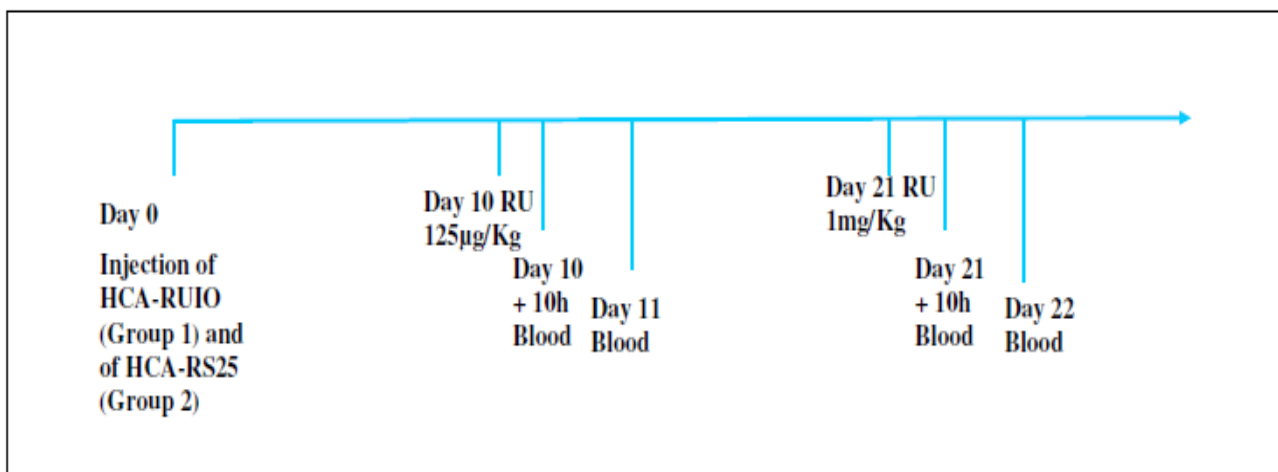 Day 0
Injection of
HCA-RUIO
(Group 1) and
of HCA-RS25
(Group 2)
Day 10 RU
125µg/Kg
Day 10
+ 10h
Blood
Day 11
Blood
Day 21 RU
1mg/Kg
Day 21
+ 10h
Blood
Day 22
Blood